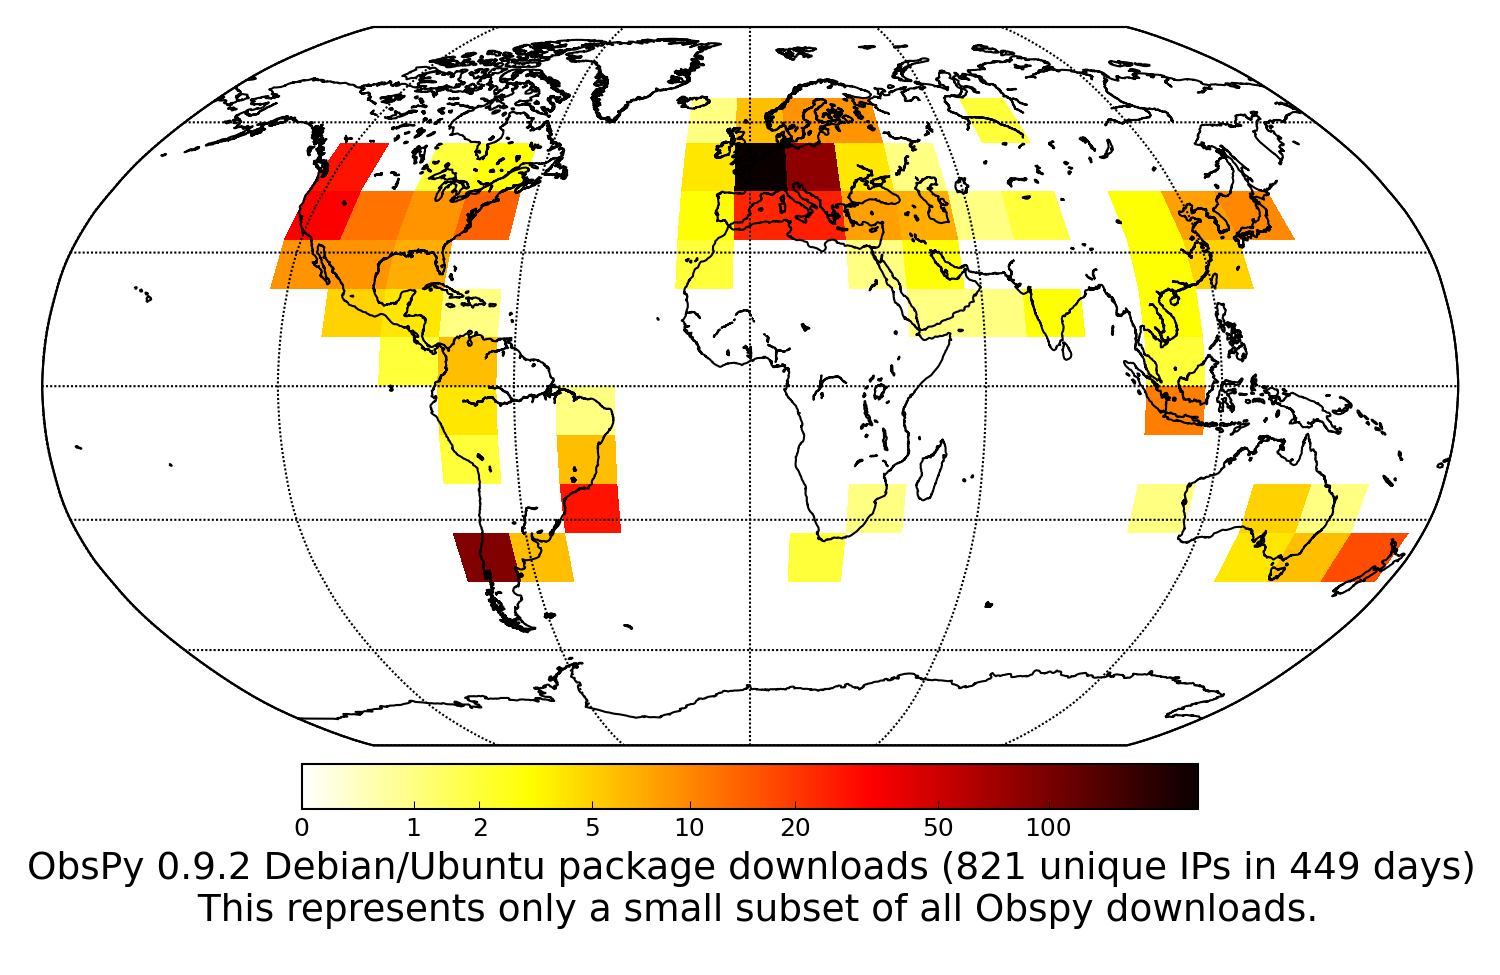 0 1 2 5 10 20 50 100
ObsPy 0.9.2 Debian/Ubuntu package downloads (821 unique IPs in 449 days)
This represents only a small subset of all Obspy downloads.